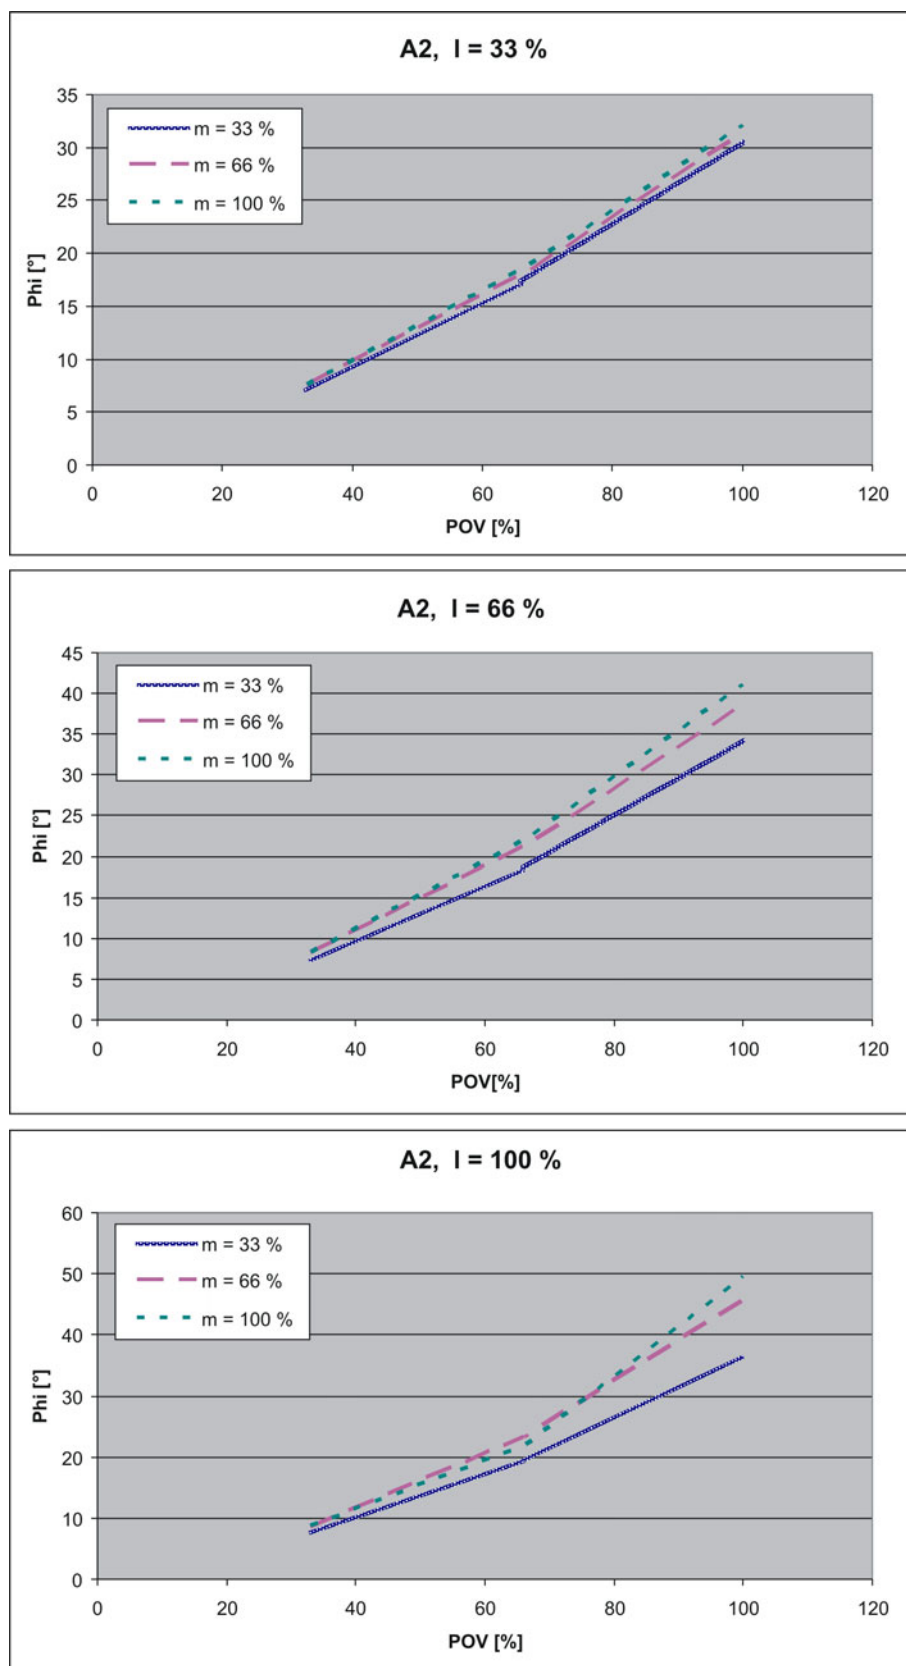 A2, l = 33 %
35
30
25
20
15
10
5
0
Phi [°]
m = 33 %
m = 66 %
m = 100 %
0 20 40 60 80 100 120
POV [%]
A2, l = 66 %
45
40
35
30
25
20
15
10
5
0
Phi [°]
m = 33 %
m = 66 %
m = 100 %
0 20 40 60 80 100 120
POV[%]
A2, l = 100 %
60
50
40
30
20
10
0
Phi [°]
m = 33 %
m = 66 %
m = 100 %
0 20 40 60 80 100 120
POV [%]